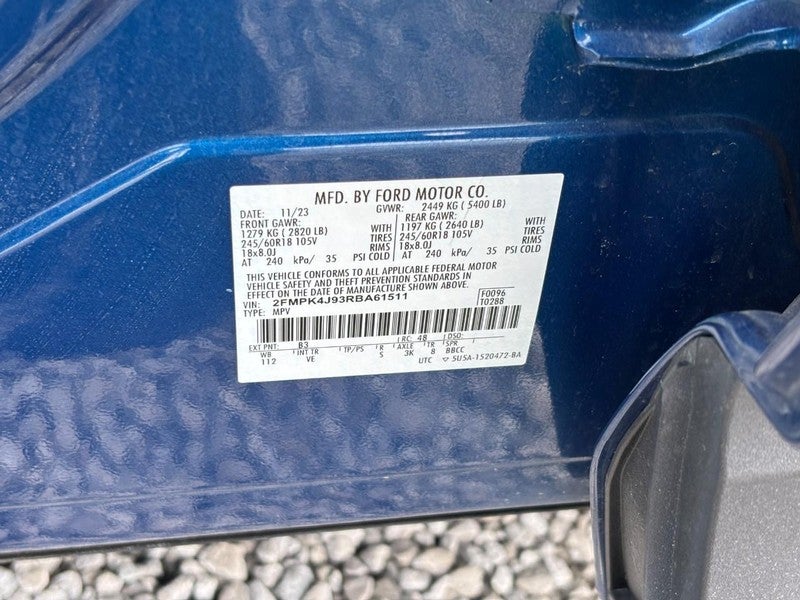 MFD. BY FORD MOTOR CO.
DATE: 11/23 GVWR: 2449 KG ( 5400 LB)
FRONT GAWR: REAR GAWR:
1279 KG ( 2820 LB) WITH 1197 KG ( 2640 LB) WITH
245/60R18 105V TIRES 245/60R18 105V TIRES
18x8.0J RIMS 18x8.0J RIMS
AT 240 kPa/ 35 PSI COLD AT 240 kPa/ 35 PSI COLD
THIS VEHICLE CONFORMS TO ALL APPLICABLE FEDERAL MOTOR
VEHICLE SAFETY AND THEFT PREVENTION STANDARDS IN
EFFECT ON THE DATE OF MANUFACTURE SHOWN ABOVE.
VIN: 2FMPK4J93RBA61511 F0096
TYPE: MPV T0288
EXT PNT: B3 RC: 48 DSO:
WB INT TR TP/PS R AXLE TR SPR
112 VE S 3K 8 BBCC
UTC 5U5A-1520472-BA